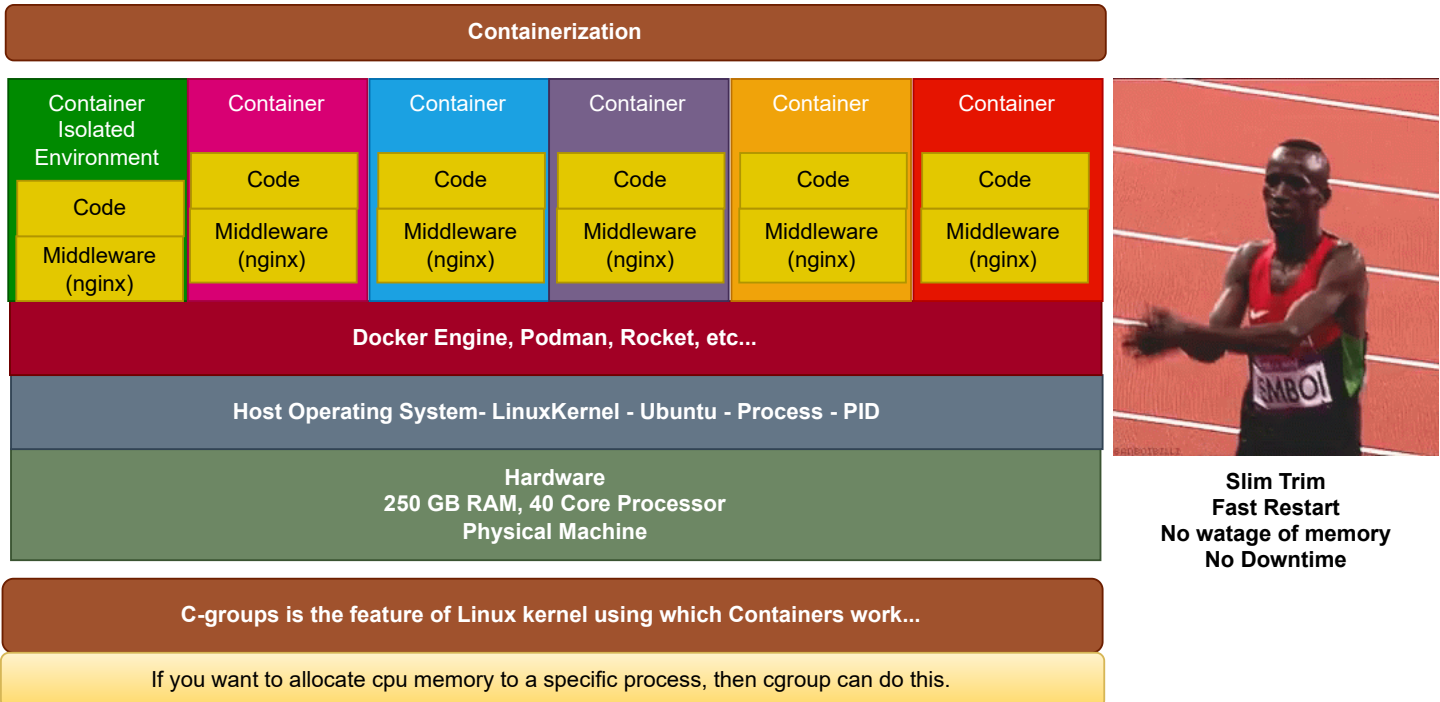 Containerization
Container
Isolated
Environment
Code
Middleware
(nginx)
Container
Code
Middleware
(nginx)
Container
Code
Middleware
(nginx)
Container
Code
Middleware
(nginx)
Container
Code
Middleware
(nginx)
Container
Code
Middleware
(nginx)
Docker Engine, Podman, Rocket, etc...
Host Operating System- LinuxKernel - Ubuntu - Process - PID
Hardware
250 GB RAM, 40 Core Processor
Physical Machine
EMBOI
Slim Trim
Fast Restart
No watage of memory
No Downtime
C-groups is the feature of Linux kernel using which Containers work...
If you want to allocate cpu memory to a specific process, then cgroup can do this.